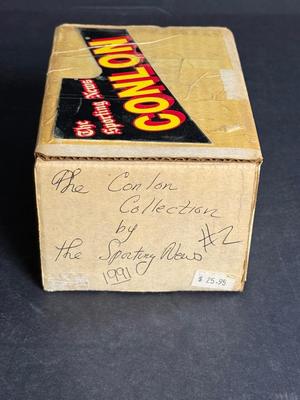 The
Sporting News
CONLON
The Conlon
Collection
by #2
The Sporting News
1991
$ 25.95